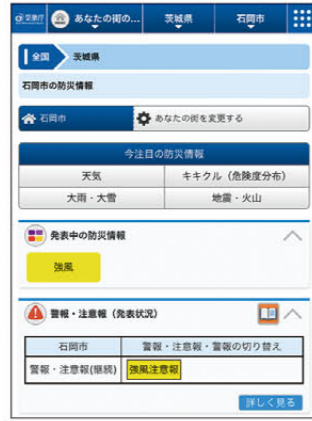 気象庁 あなたの街の... 茨城県 石岡市
全国 茨城県
石岡市の防災情報
石岡市 あなたの街を変更する
今注目の防災情報
天気 キキクル（危険度分布）
大雨・大雪 地震・火山
発表中の防災情報
強風
警報・注意報（発表状況）
石岡市 警報・注意報・警報の切り替え
警報・注意報(継続) 強風注意報
詳しく見る